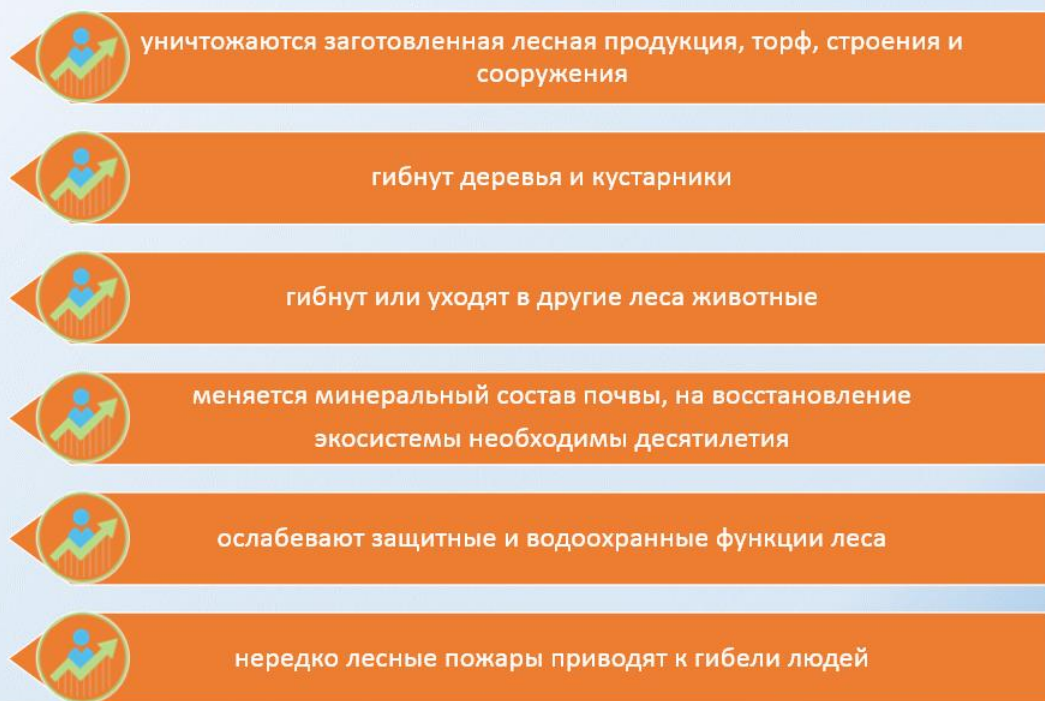 уничтожаются заготовленная лесная продукция, торф, строения и
сооружения
гибнут деревья и кустарники
гибнут или уходят в другие леса животные
меняется минеральный состав почвы, на восстановление
экосистемы необходимы десятилетия
ослабевают защитные и водоохранные функции леса
нередко лесные пожары приводят к гибели людей